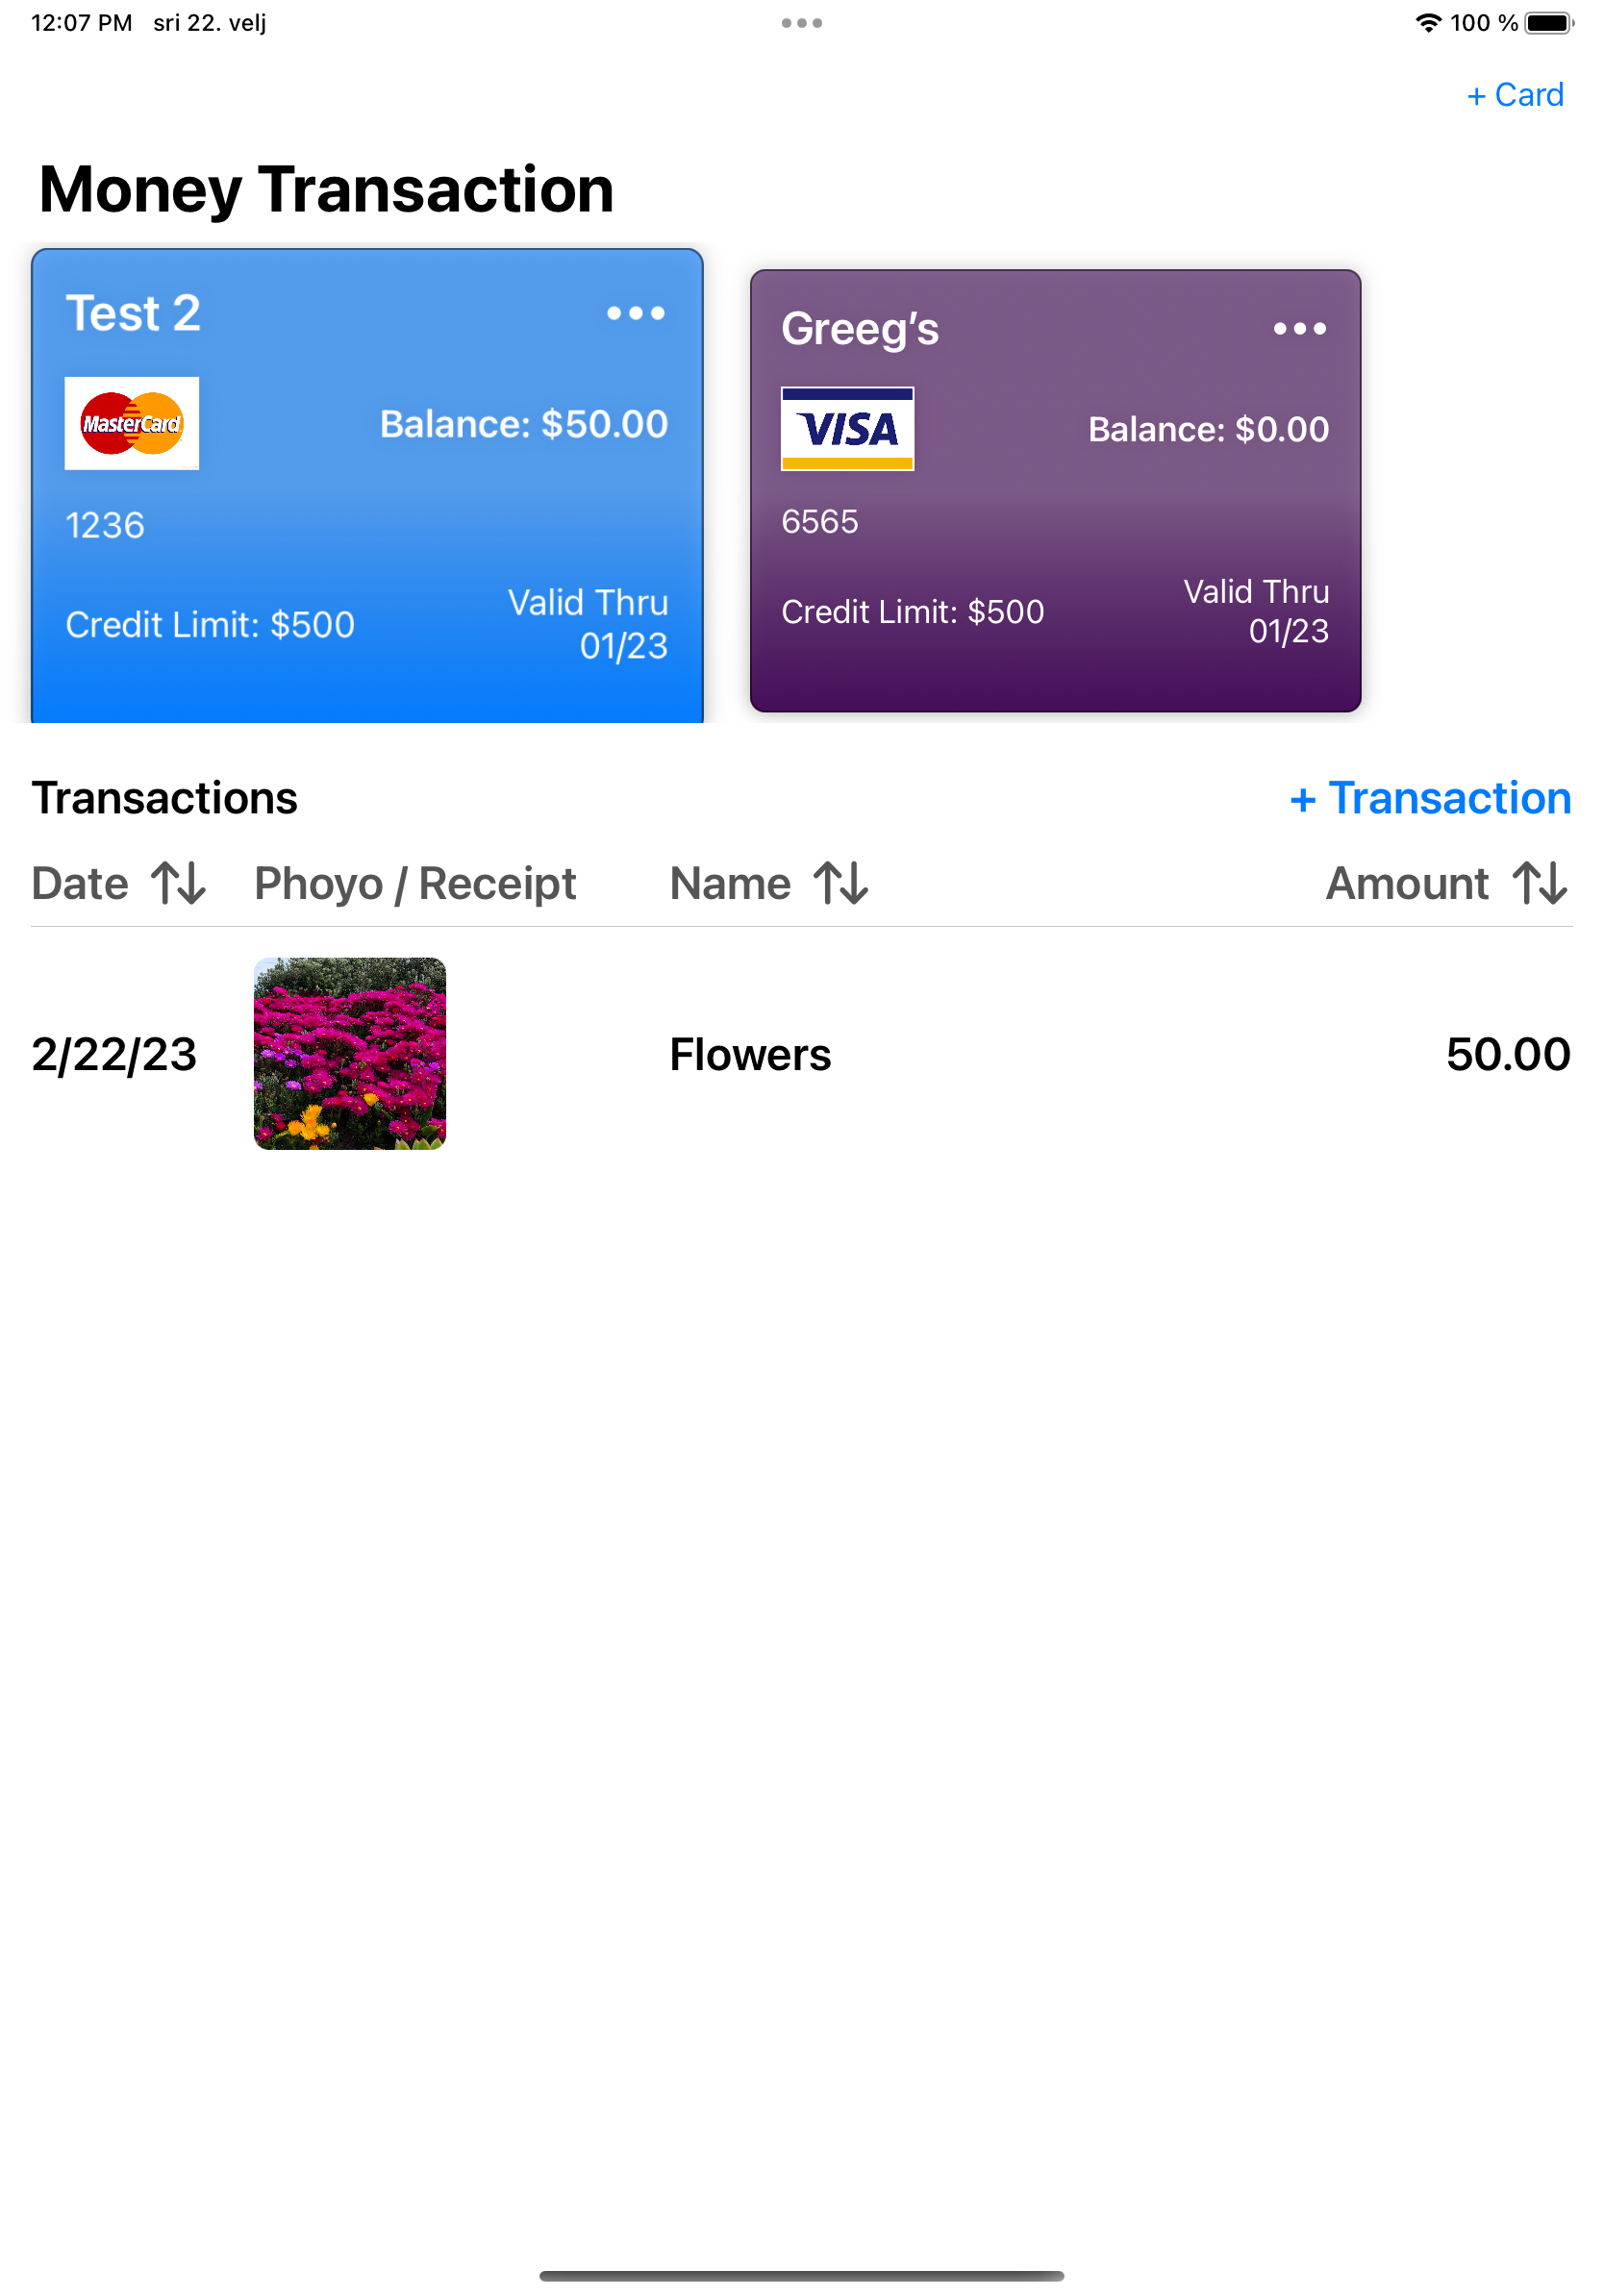 12:07 PM sri 22. velj
100 %
+ Card
Money Transaction
Test 2
MasterCard
Balance: $50.00
1236
Credit Limit: $500
Valid Thru
01/23
Greeg’s
VISA
Balance: $0.00
6565
Credit Limit: $500
Valid Thru
01/23
Transactions + Transaction
Date Phoyo / Receipt Name Amount
2/22/23 Flowers 50.00